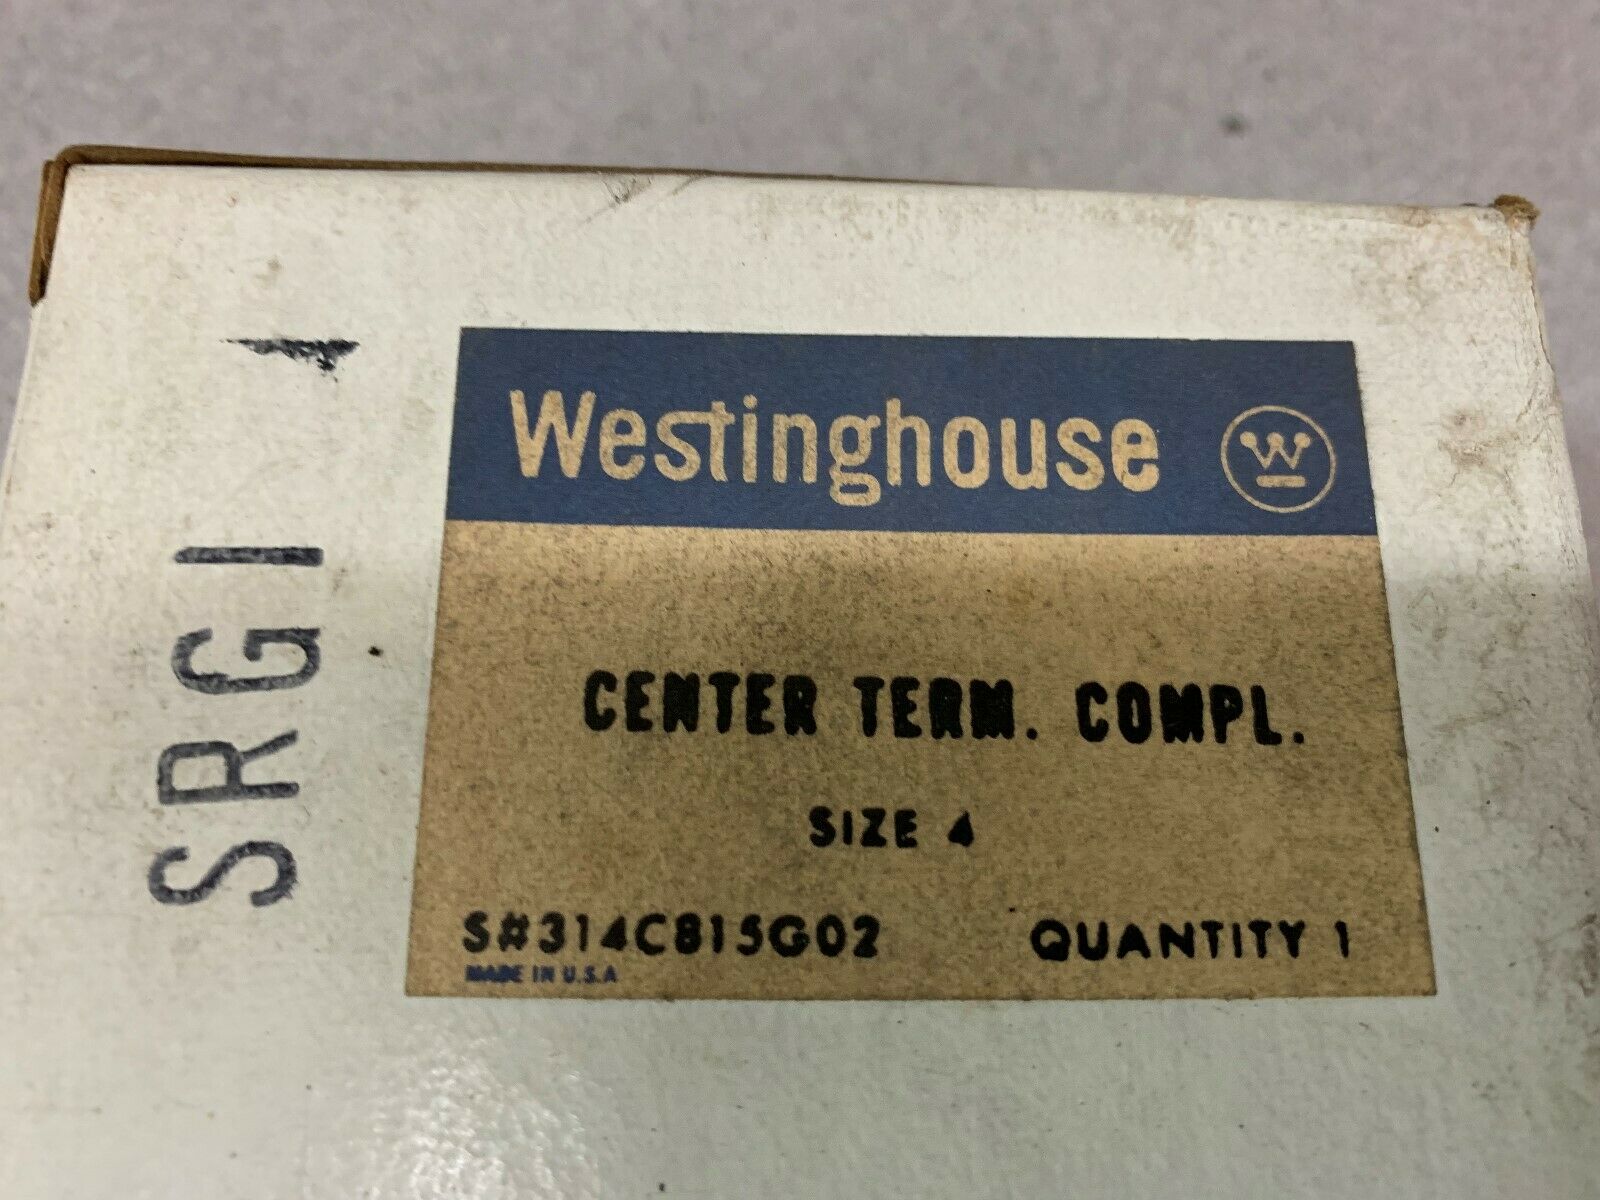 Westinghouse W
CENTER TERM. COMPL.
SIZE 4
S#314C815G02 QUANTITY 1
MADE IN U.S.A
SRG1